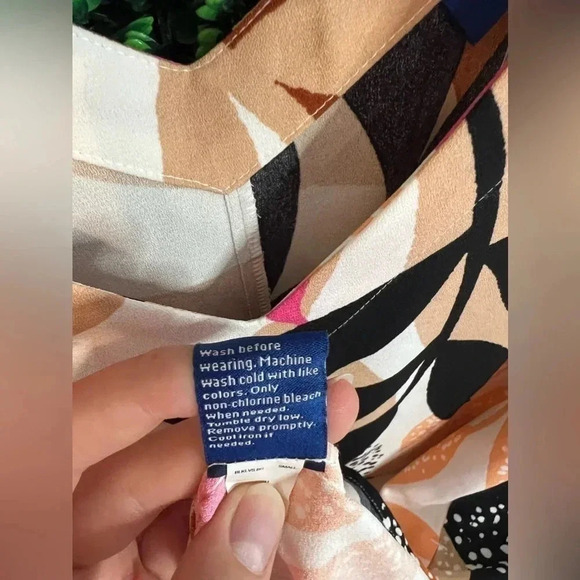 Wash before
wearing. Machine
wash cold with like
colors. Only
non-chlorine bleach
when needed.
Tumble dry low.
Remove promptly.
Cool iron if
needed.
SMALL